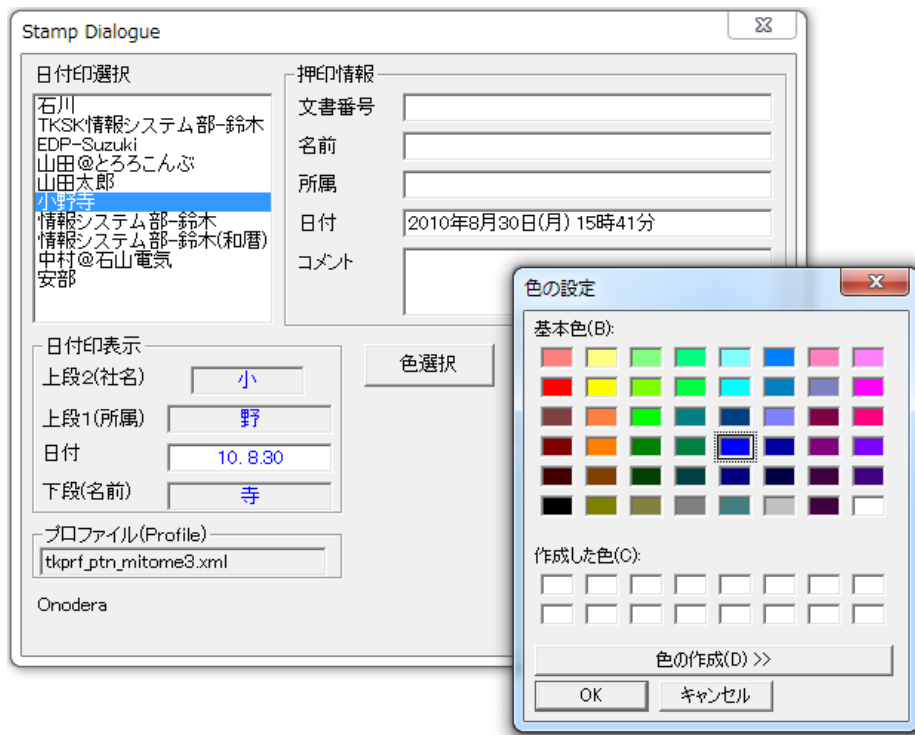 Stamp Dialogue
日付印選択
石川
TKSK情報システム部-鈴木
EDP-Suzuki
山田@とろろこんぶ
山田太郎
小野寺
情報システム部-鈴木
情報システム部-鈴木(和暦)
中村@石山電気
安部
押印情報
文書番号
名前
所属
日付 2010年8月30日(月) 15時41分
コメント
日付印表示
上段2(社名) 小
上段1(所属) 野
日付 10. 8.30
下段(名前) 寺
色選択
プロファイル(Profile)
tkprf_ptn_mitome3.xml
Onodera
色の設定
基本色(B):
作成した色(C):
色の作成(D) >>
OK キャンセル